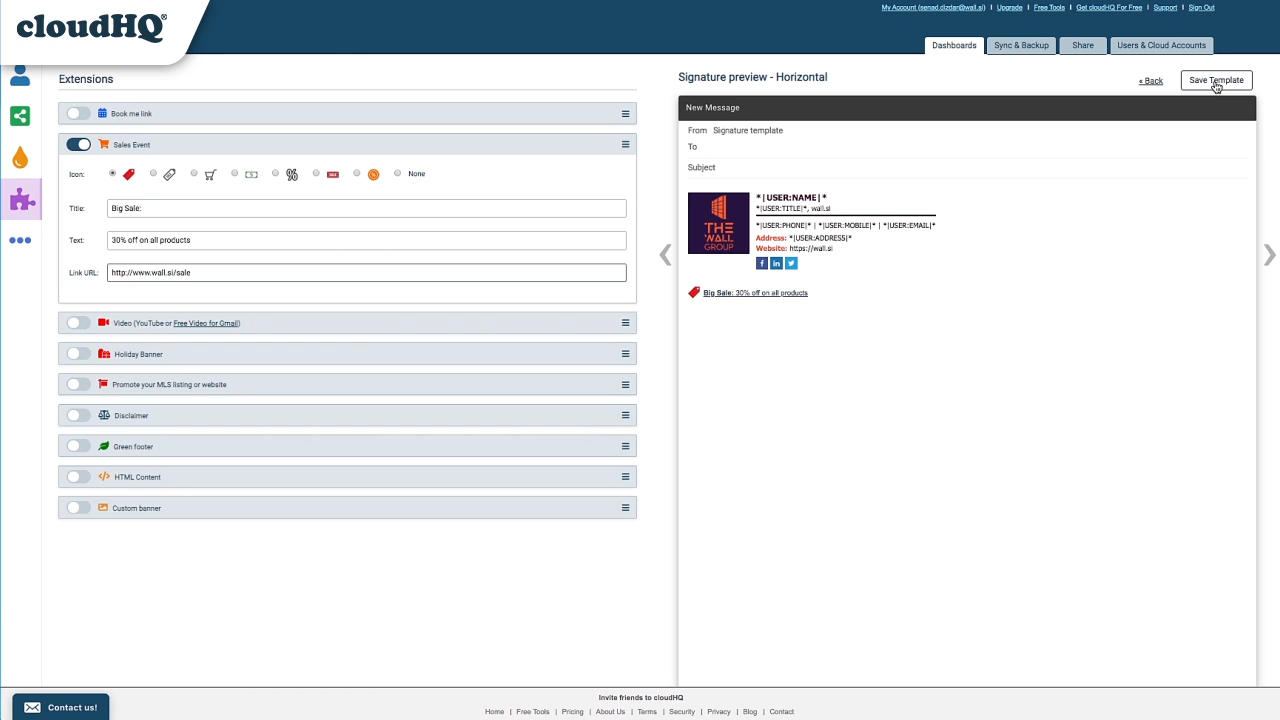 cloudHQ®
My Account (senad.dizdar@wall.si) | Upgrade | Free Tools | Get cloudHQ For Free | Support | Sign Out
Dashboards
Sync & Backup
Share
Users & Cloud Accounts
Extensions
Book me link
Sales Event
Icon:
SALE
None
Title:
Big Sale:
Text:
30% off on all products
Link URL:
http://www.wall.si/sale
Video (YouTube or Free Video for Gmail)
Holiday Banner
Promote your MLS listing or website
Disclaimer
Green footer
HTML Content
Custom banner
Signature preview - Horizontal
« Back
Save Template
New Message
From Signature template
To
Subject
THE
WALL
GROUP
*|USER:NAME|*
*|USER:TITLE|*, wall.si
*|USER:PHONE|* | *|USER:MOBILE|* | *|USER:EMAIL|*
Address: *|USER:ADDRESS|*
Website: https://wall.si
Big Sale: 30% off on all products
Invite friends to cloudHQ
Home | Free Tools | Pricing | About Us | Terms | Security | Privacy | Blog | Contact
Contact us!